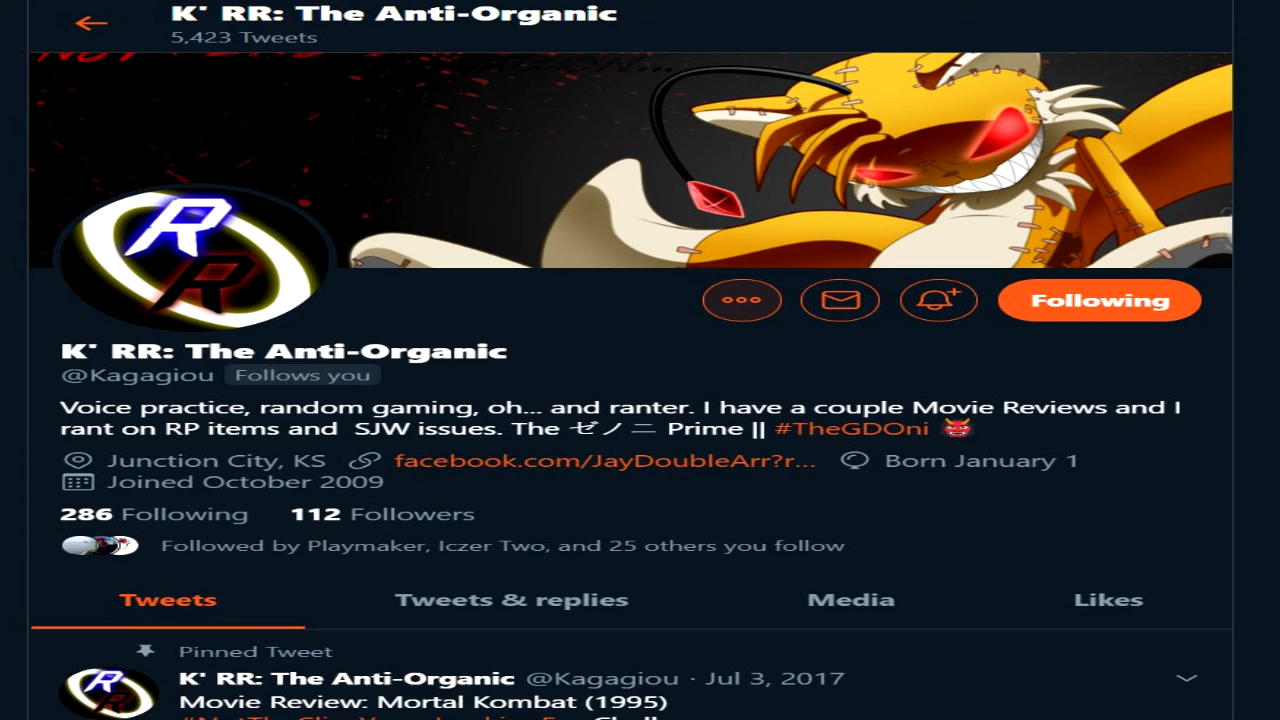 K' RR: The Anti-Organic
5,423 Tweets
R
R
Following
K' RR: The Anti-Organic
@Kagagiou Follows you
Voice practice, random gaming, oh... and ranter. I have a couple Movie Reviews and I
rant on RP items and SJW issues. The ゼノニ Prime || #TheGDOni 👹
Junction City, KS facebook.com/JayDoubleArr?r... Born January 1
Joined October 2009
286 Following 112 Followers
Followed by Playmaker, Iczer Two, and 25 others you follow
Tweets Tweets & replies Media Likes
Pinned Tweet
K' RR: The Anti-Organic @Kagagiou · Jul 3, 2017
Movie Review: Mortal Kombat (1995)